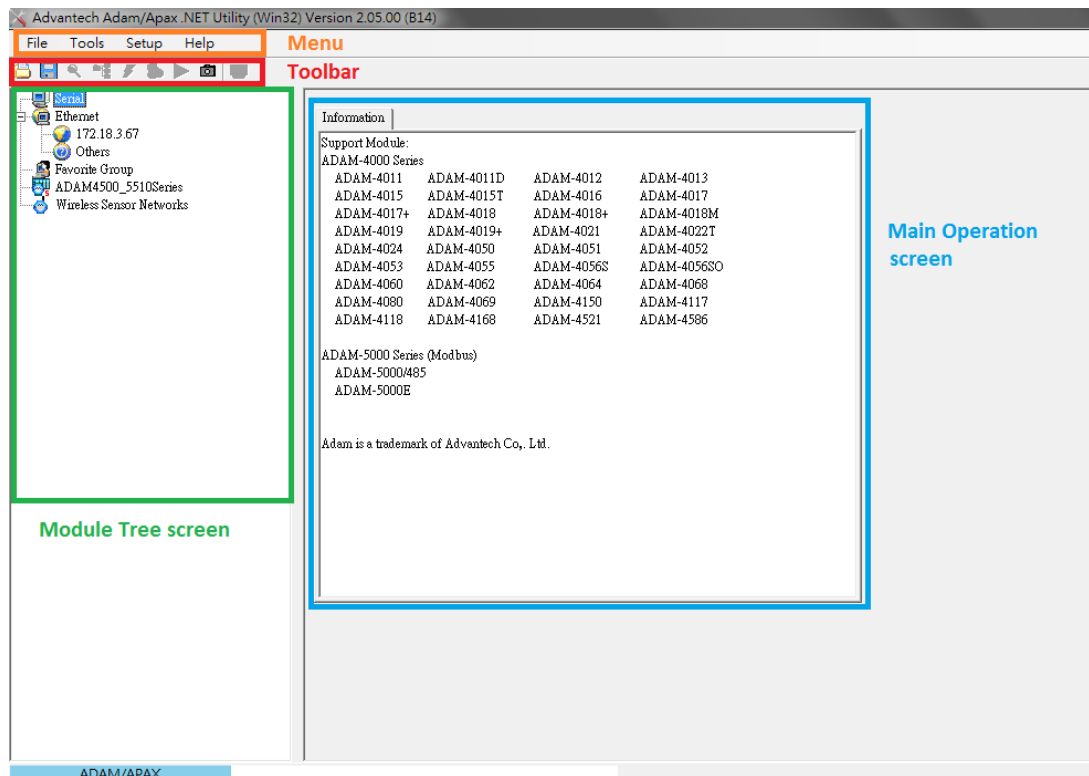 Advantech Adam/Apax .NET Utility (Win32) Version 2.05.00 (B14)
File Tools Setup Help Menu
Toolbar
Serial
Ethernet
172.18.3.67
Others
Favorite Group
ADAM4500_5510Series
Wireless Sensor Networks
Module Tree screen
Information
Support Module:
ADAM-4000 Series
ADAM-4011 ADAM-4011D ADAM-4012 ADAM-4013
ADAM-4015 ADAM-4015T ADAM-4016 ADAM-4017
ADAM-4017+ ADAM-4018 ADAM-4018+ ADAM-4018M
ADAM-4019 ADAM-4019+ ADAM-4021 ADAM-4022T
ADAM-4024 ADAM-4050 ADAM-4051 ADAM-4052
ADAM-4053 ADAM-4055 ADAM-4056S ADAM-4056SO
ADAM-4060 ADAM-4062 ADAM-4064 ADAM-4068
ADAM-4080 ADAM-4069 ADAM-4150 ADAM-4117
ADAM-4118 ADAM-4168 ADAM-4521 ADAM-4586
ADAM-5000 Series (Modbus)
ADAM-5000/485
ADAM-5000E
Adam is a trademark of Advantech Co,. Ltd.
Main Operation
screen
ADAM/APAX